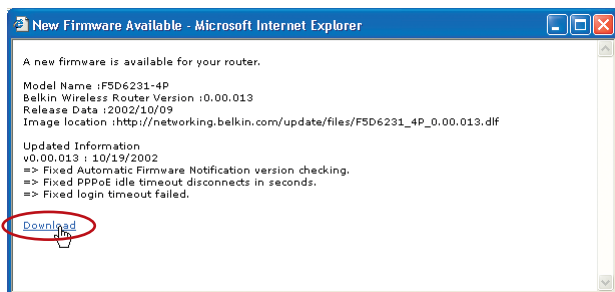 New Firmware Available - Microsoft Internet Explorer
A new firmware is available for your router.
Model Name :F5D6231-4P
Belkin Wireless Router Version :0.00.013
Release Data :2002/10/09
Image location :http://networking.belkin.com/update/files/F5D6231_4P_0.00.013.dlf
Updated Information
v0.00.013 : 10/19/2002
=> Fixed Automatic Firmware Notification version checking.
=> Fixed PPPoE idle timeout disconnects in seconds.
=> Fixed login timeout failed.
Download